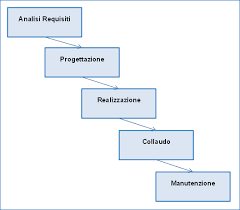 Analisi Requisiti
Progettazione
Realizzazione
Collaudo
Manutenzione